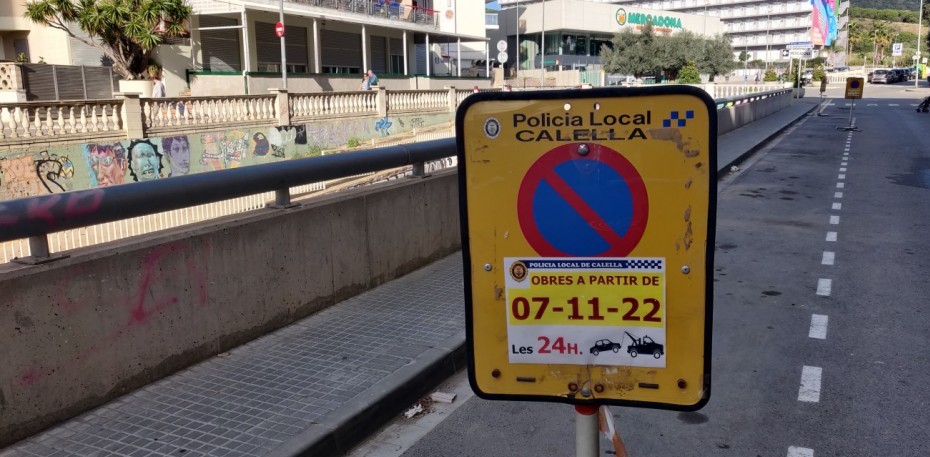 MERCADONA
Policia Local
CALELLA
POLICIA LOCAL DE CALELLA
OBRES A PARTIR DE
07-11-22
Les 24H.